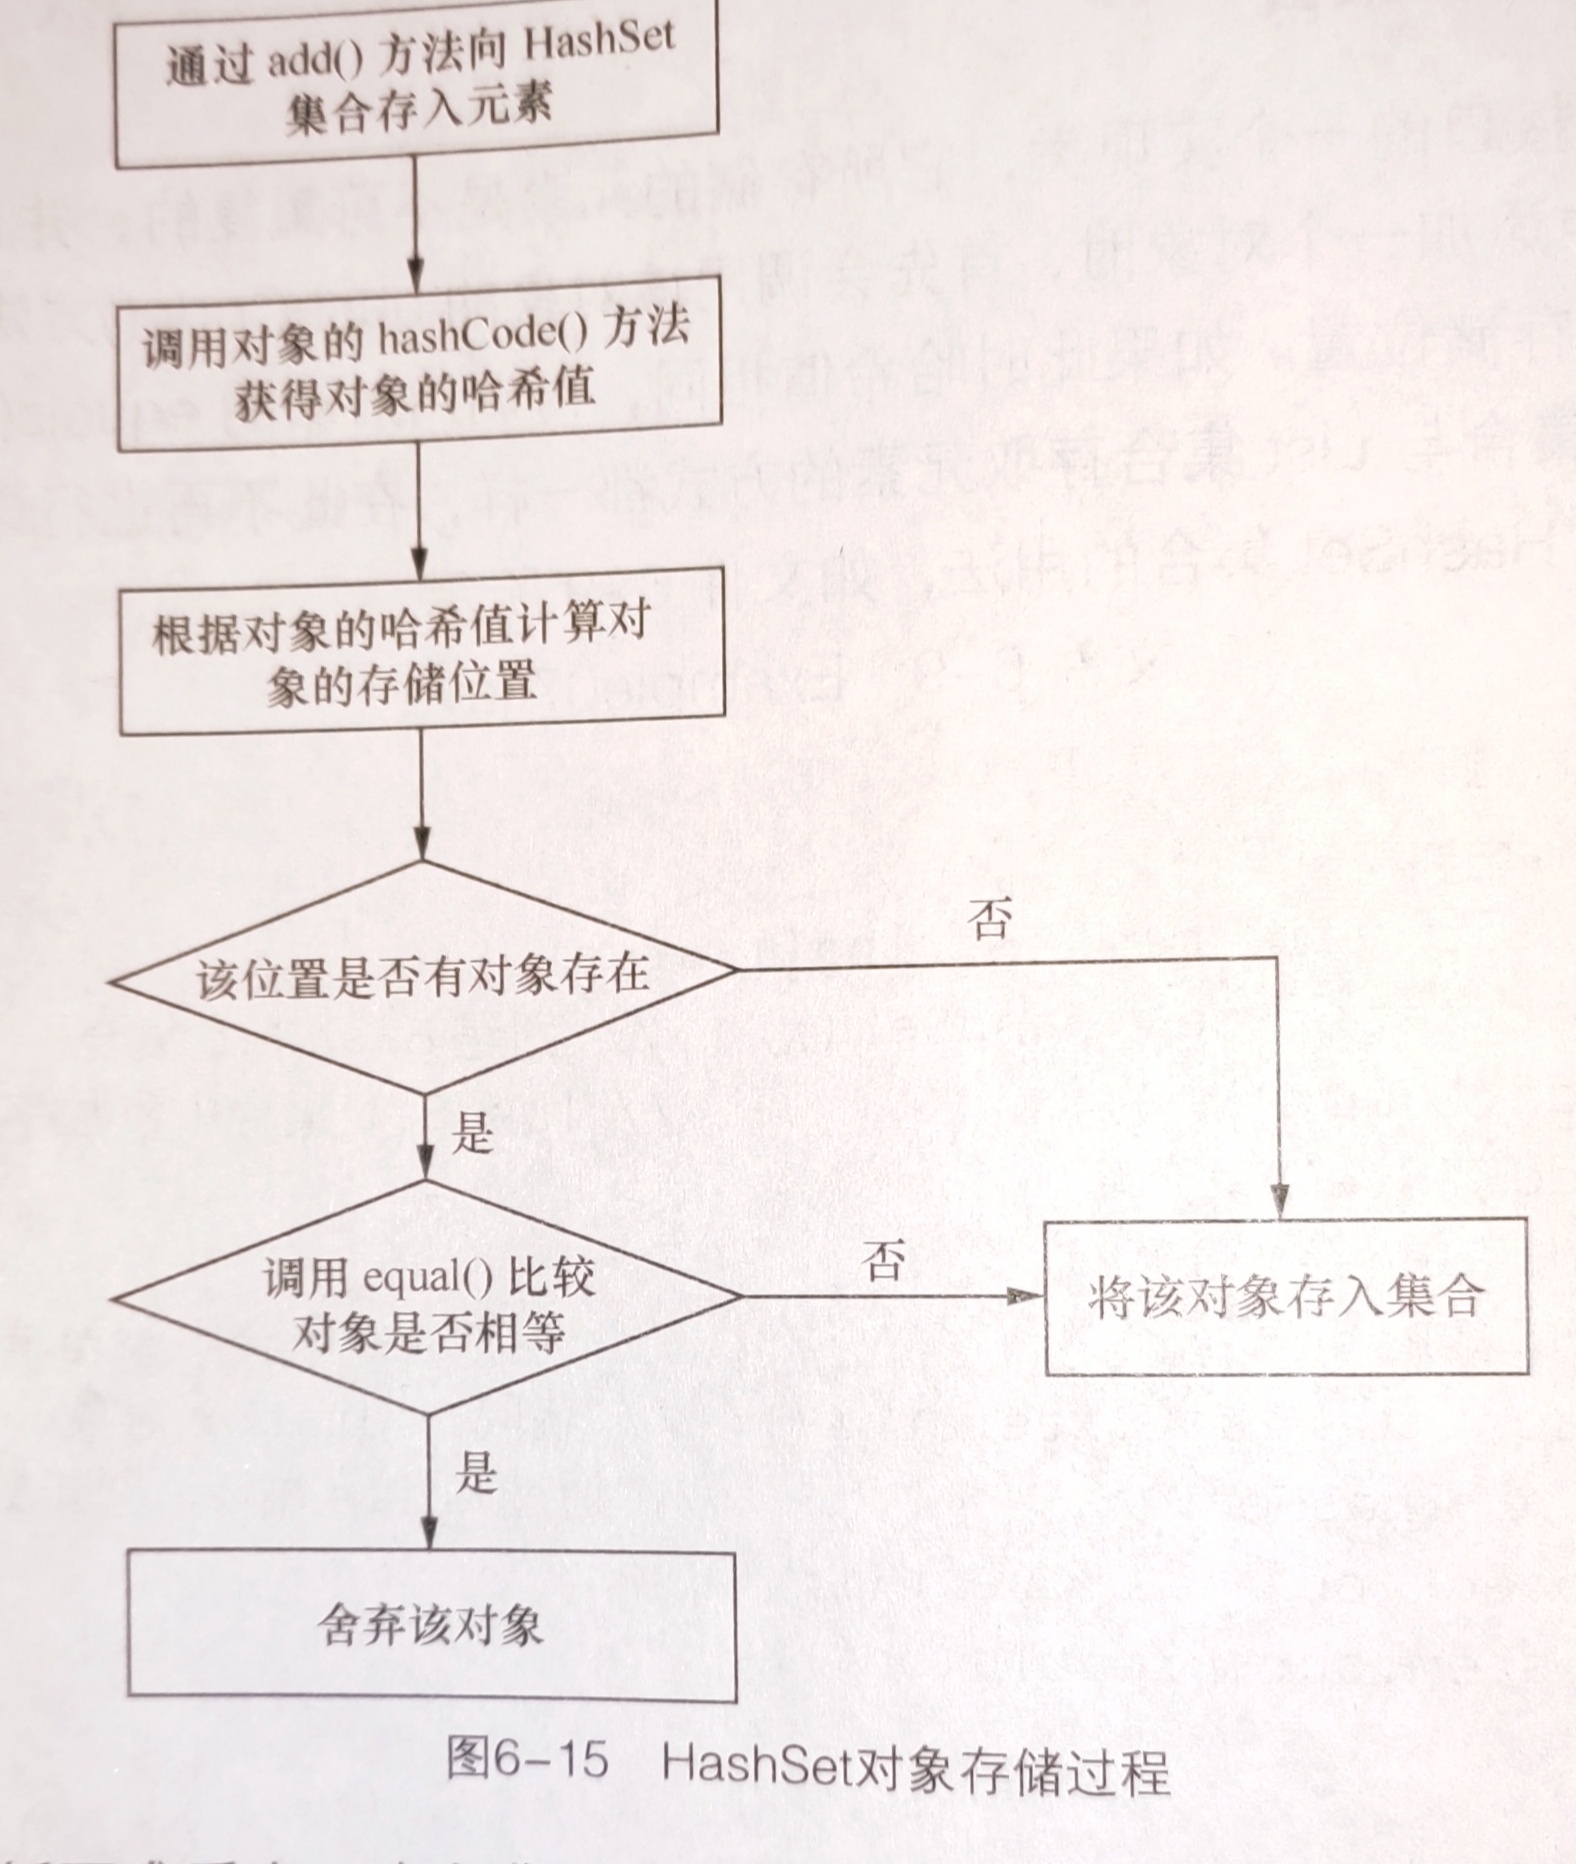 通过 add() 方法向 HashSet
集合存入元素
调用对象的 hashCode() 方法
获得对象的哈希值
根据对象的哈希值计算对
象的存储位置
该位置是否有对象存在
否
是
调用 equal() 比较
对象是否相等
否
将该对象存入集合
是
舍弃该对象
图6-15 HashSet对象存储过程